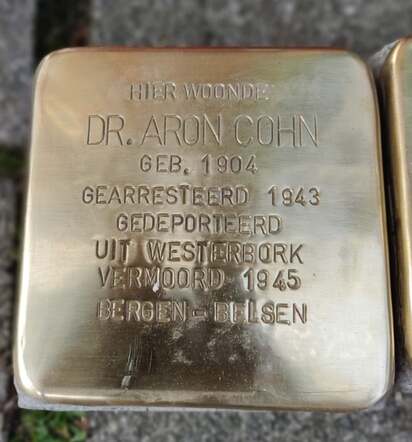 HIER WOONDE
DR. ARON COHN
GEB. 1904
GEARRESTEERD 1943
GEDEPORTEERD
UIT WESTERBORK
VERMOORD 1945
BERGEN-BELSEN